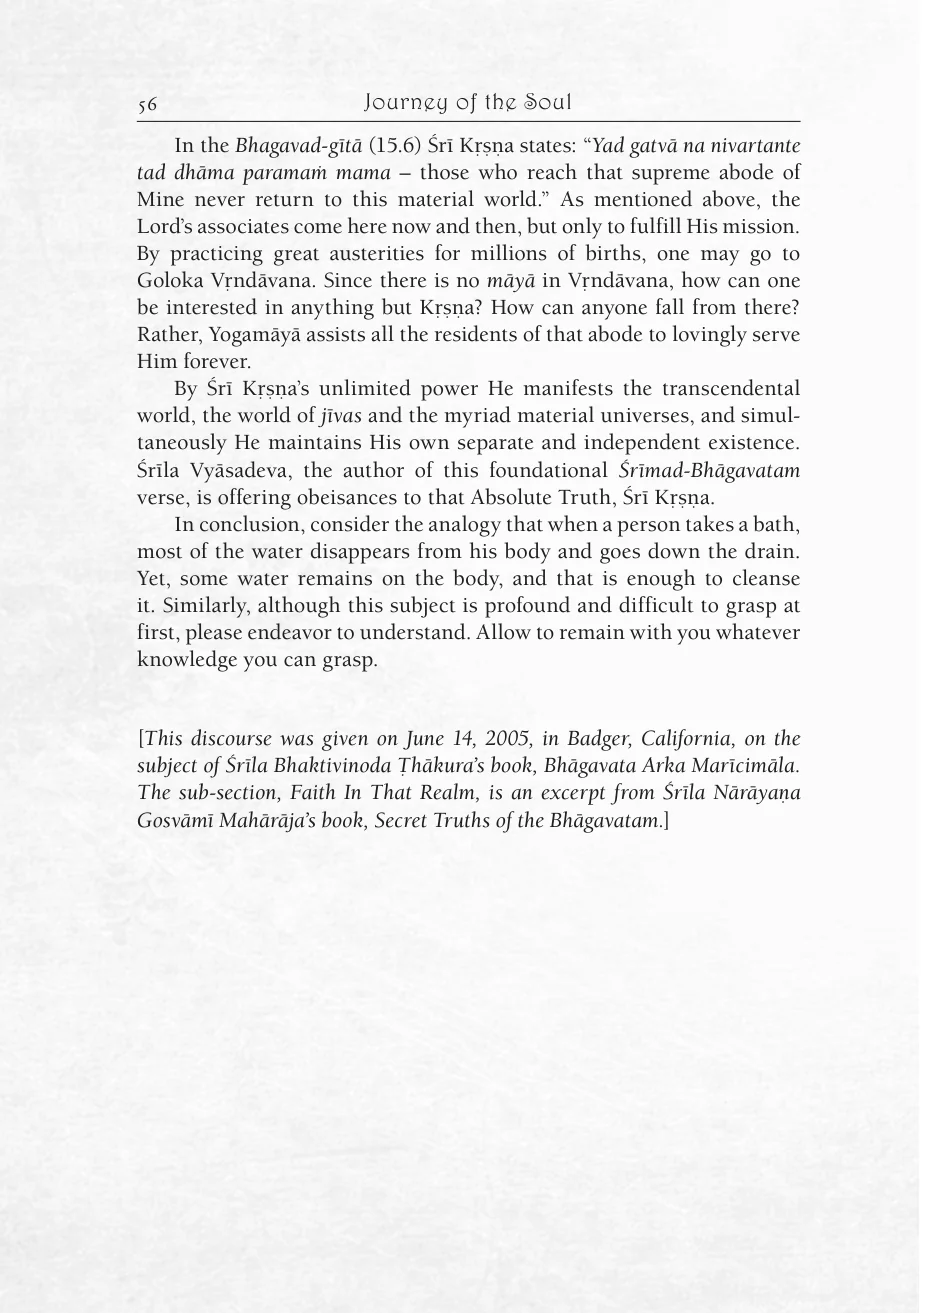 56
Journey of the Soul
In the Bhagavad-gītā (15.6) Śrī Kṛṣṇa states: “Yad gatvā na nivartante
tad dhāma paramaṁ mama – those who reach that supreme abode of
Mine never return to this material world.” As mentioned above, the
Lord’s associates come here now and then, but only to fulfill His mission.
By practicing great austerities for millions of births, one may go to
Goloka Vṛndāvana. Since there is no māyā in Vṛndāvana, how can one
be interested in anything but Kṛṣṇa? How can anyone fall from there?
Rather, Yogamāyā assists all the residents of that abode to lovingly serve
Him forever.
By Śrī Kṛṣṇa’s unlimited power He manifests the transcendental
world, the world of jīvas and the myriad material universes, and simul-
taneously He maintains His own separate and independent existence.
Śrīla Vyāsadeva, the author of this foundational Śrīmad-Bhāgavatam
verse, is offering obeisances to that Absolute Truth, Śrī Kṛṣṇa.
In conclusion, consider the analogy that when a person takes a bath,
most of the water disappears from his body and goes down the drain.
Yet, some water remains on the body, and that is enough to cleanse
it. Similarly, although this subject is profound and difficult to grasp at
first, please endeavor to understand. Allow to remain with you whatever
knowledge you can grasp.
[This discourse was given on June 14, 2005, in Badger, California, on the
subject of Śrīla Bhaktivinoda Ṭhākura’s book, Bhāgavata Arka Marīcimāla.
The sub-section, Faith In That Realm, is an excerpt from Śrīla Nārāyaṇa
Gosvāmī Mahārāja’s book, Secret Truths of the Bhāgavatam.]